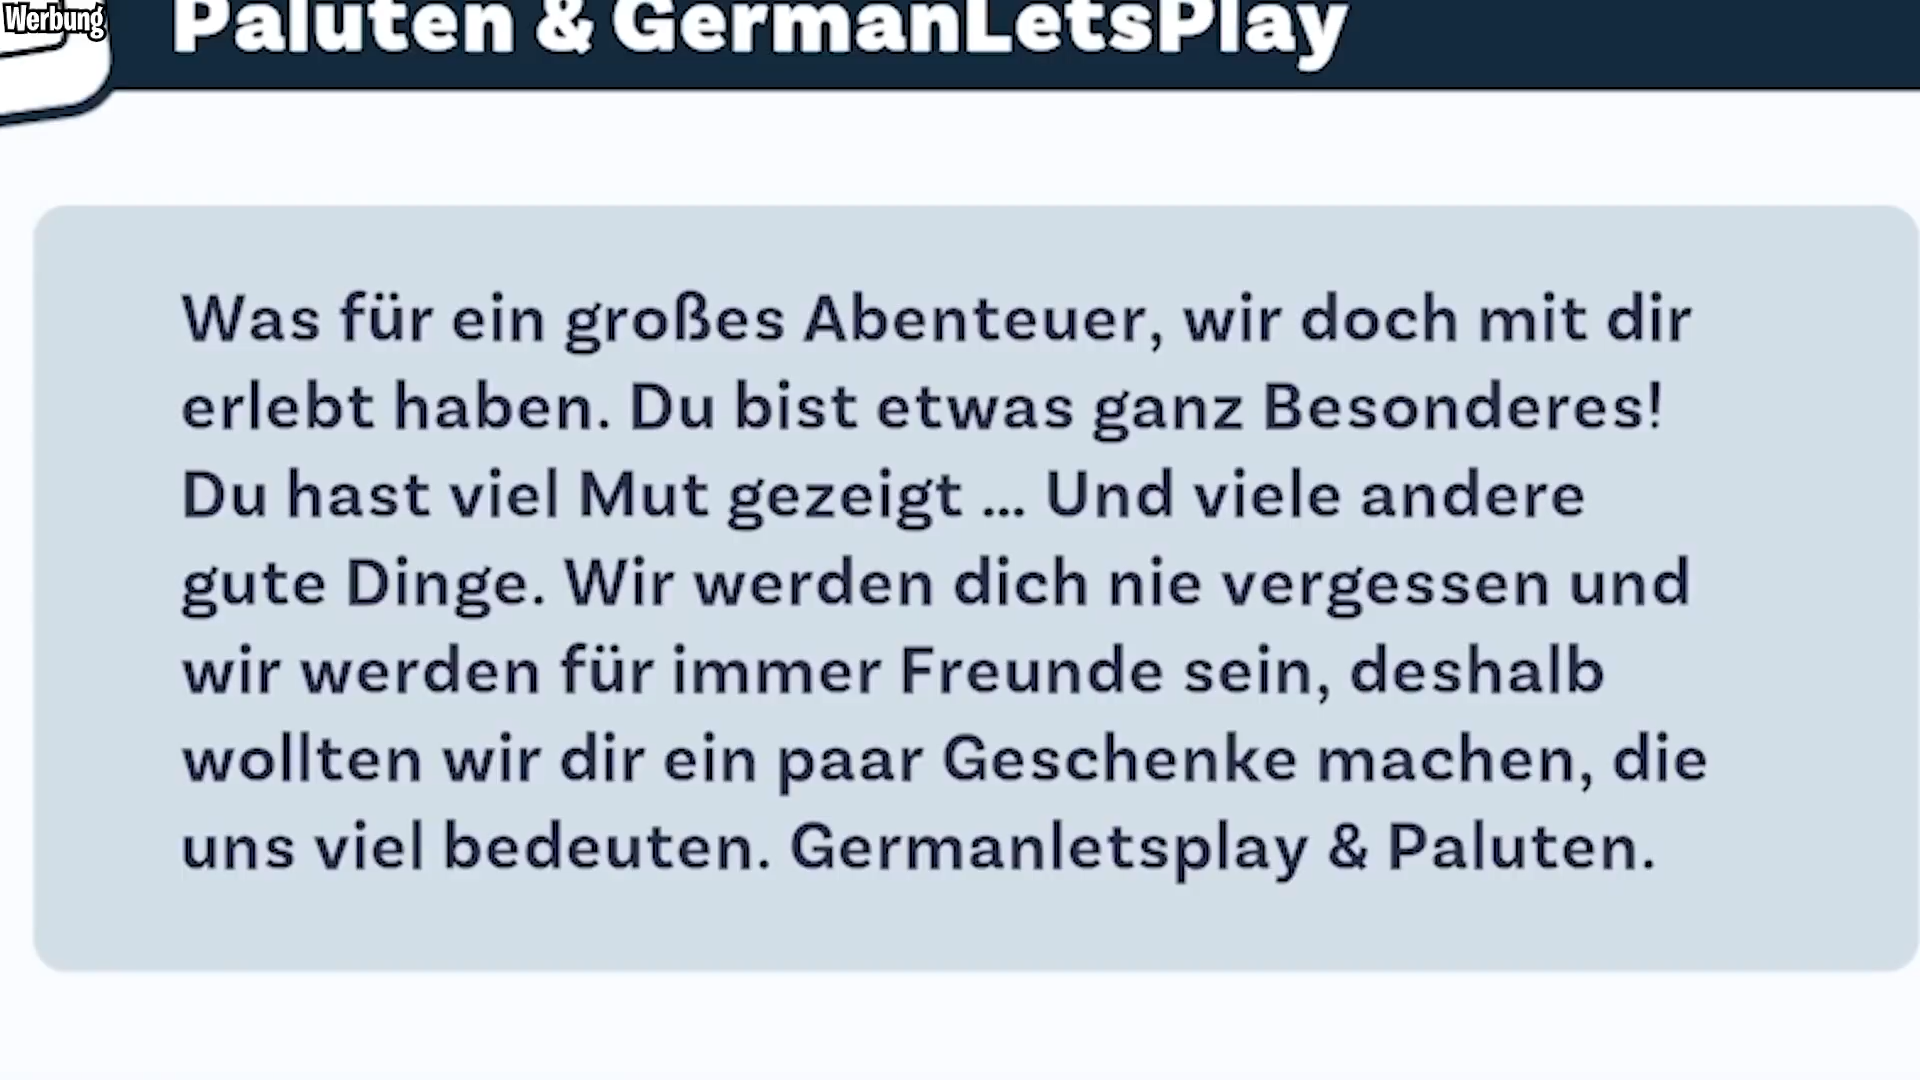 Werbung
Paluten & GermanLetsPlay
Was für ein großes Abenteuer, wir doch mit dir
erlebt haben. Du bist etwas ganz Besonderes!
Du hast viel Mut gezeigt ... Und viele andere
gute Dinge. Wir werden dich nie vergessen und
wir werden für immer Freunde sein, deshalb
wollten wir dir ein paar Geschenke machen, die
uns viel bedeuten. Germanletsplay & Paluten.